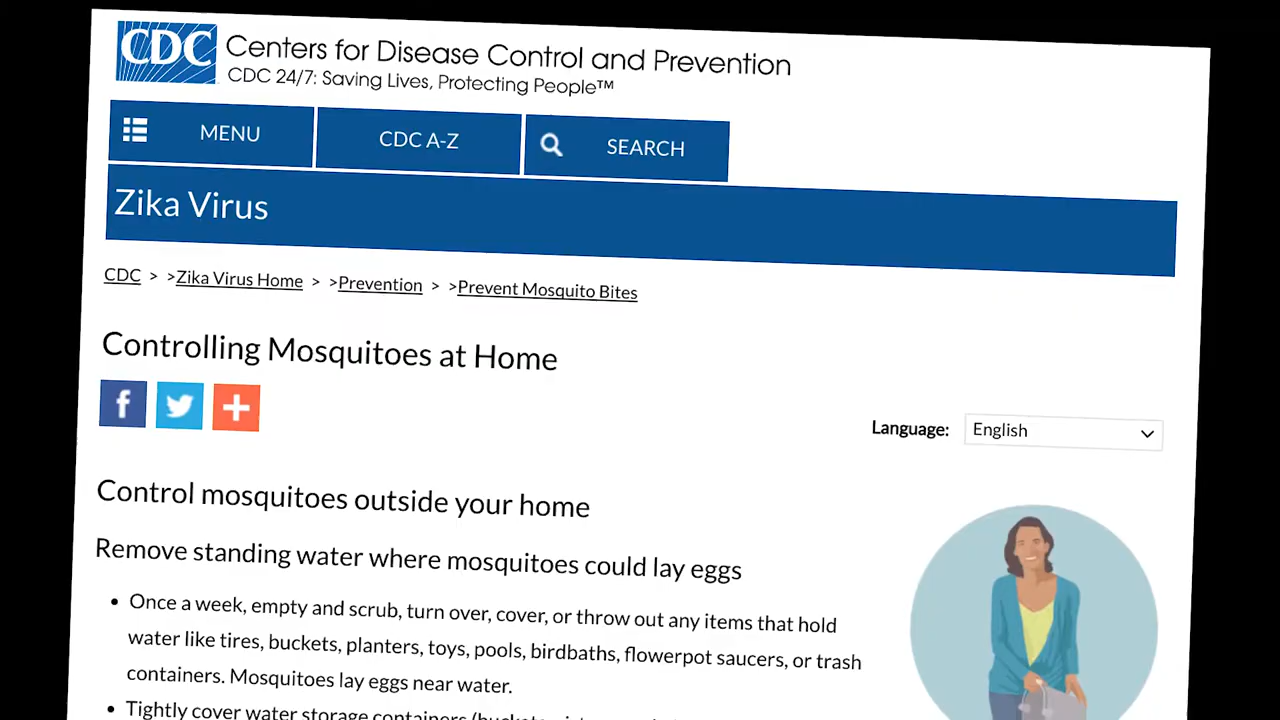 CDC Centers for Disease Control and Prevention
CDC 24/7: Saving Lives, Protecting People™
MENU CDC A-Z SEARCH
Zika Virus
CDC > >Zika Virus Home > >Prevention > >Prevent Mosquito Bites
Controlling Mosquitoes at Home
Language: English
Control mosquitoes outside your home
Remove standing water where mosquitoes could lay eggs
• Once a week, empty and scrub, turn over, cover, or throw out any items that hold
water like tires, buckets, planters, toys, pools, birdbaths, flowerpot saucers, or trash
containers. Mosquitoes lay eggs near water.
• Tightly cover water storage containers